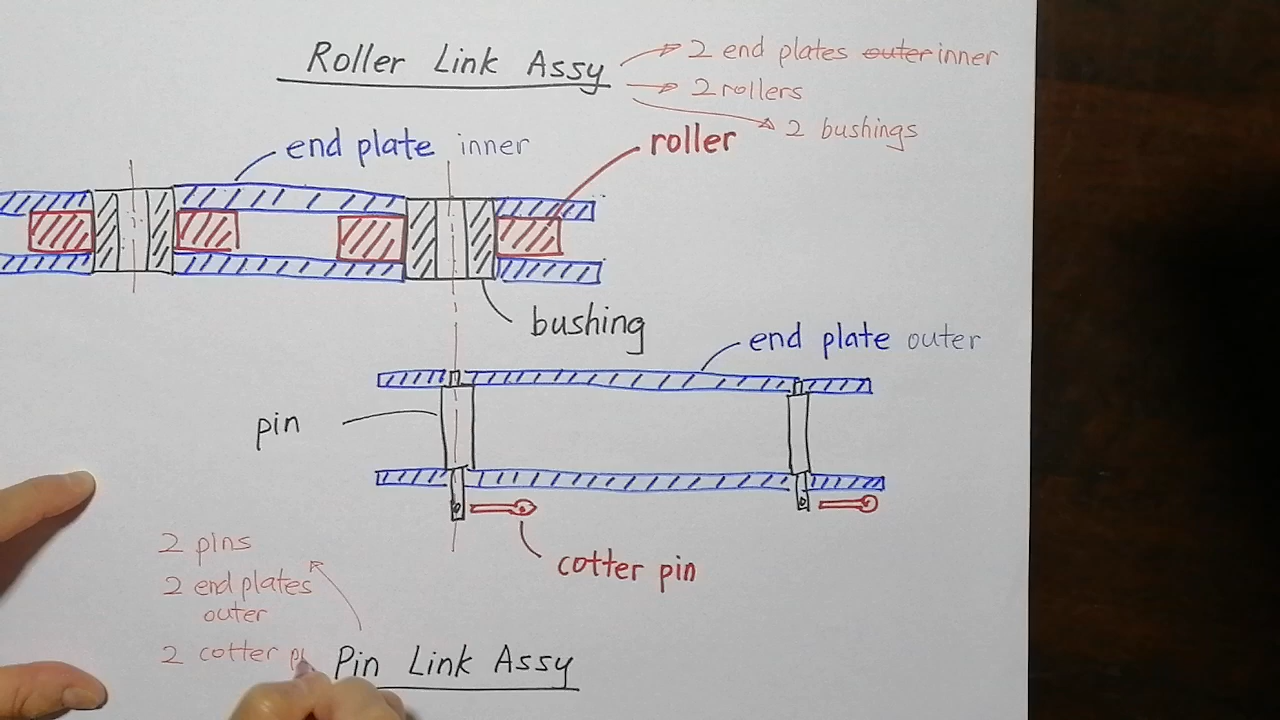 Roller Link Assy
2 end plates outer inner
2 rollers
2 bushings
end plate inner
roller
bushing
end plate outer
pin
cotter pin
2 pins
2 end plates
outer
2 cotter
Pin Link Assy